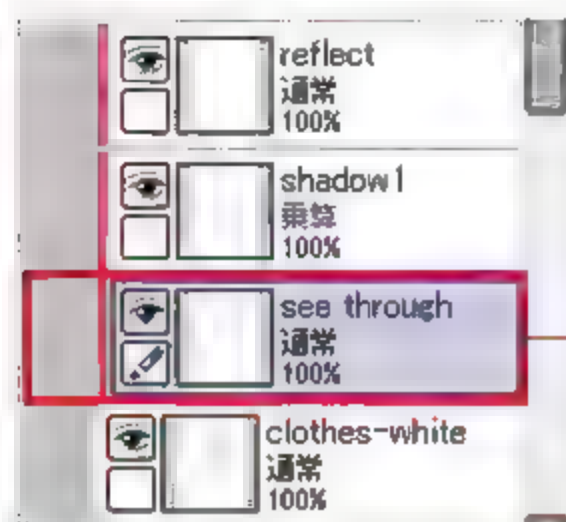 reflect
通常
100%
shadow1
乗算
100%
see through
通常
100%
clothes-white
通常
100%